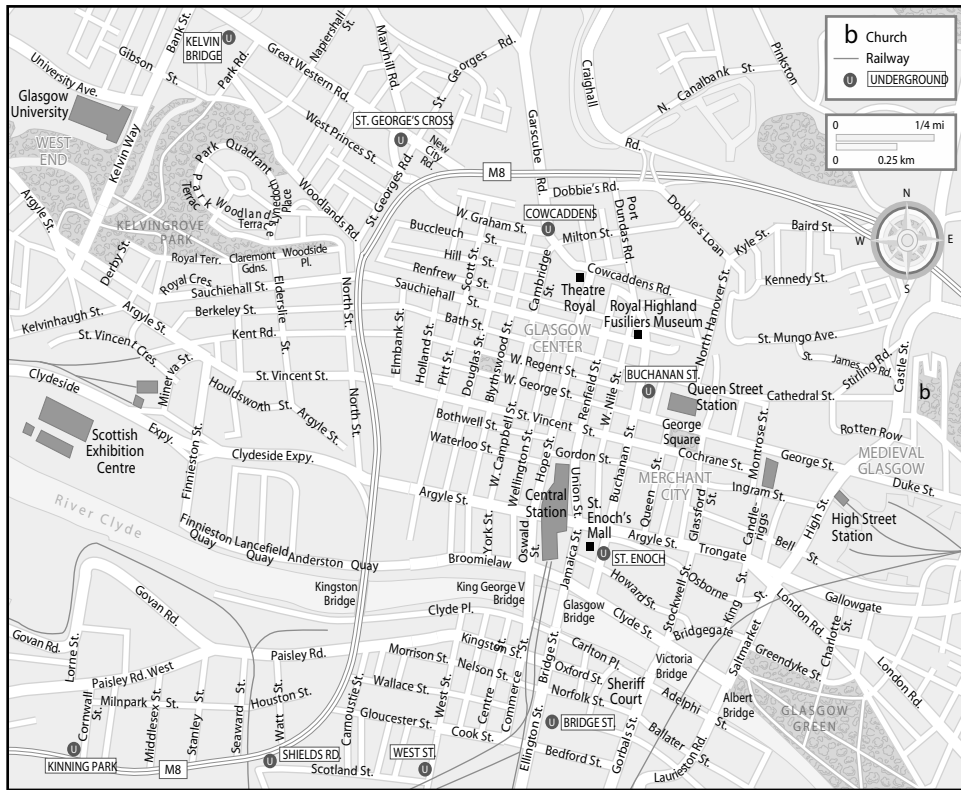 b Church
Railway
U UNDERGROUND
0 1/4 mi
0 0.25 km
N
W E
S
KELVIN
BRIDGE
U
Bank St.
Gibson St.
Park Rd.
Great Western Rd.
Napiershall St.
Maryhill Rd.
St. Georges Rd.
Garscube Rd.
Craighall Rd.
N. Canalbank St.
Pinkston
University Ave.
Glasgow
University
Kelvin Way
WEST
END
ST. GEORGE'S CROSS
U
New City Rd.
West Princes St.
St. Georges Rd.
Woodlands Rd.
Park Quadrant
Park Terrace
Woodlands Terrace
Lynedoch Place
KELVINGROVE
PARK
Argyle St.
Derby St.
Royal Terr.
Claremont
Gdns.
Woodside
Pl.
Royal Cres.
Elderslie St.
Sauchiehall St.
Berkeley St.
Kent Rd.
North St.
M8
Dobbie's Rd.
Port Dundas Rd.
Dobbie's Loan
COWCADDENS
U
W. Graham St.
Milton St.
Buccleuch St.
Hill St.
Renfrew St.
Sauchiehall
Scott St.
Cambridge St.
Cowcaddens Rd.
Theatre
Royal
Royal Highland
Fusiliers Museum
North Hanover St.
Kyle St.
Baird St.
Kennedy St.
St. Mungo Ave.
St. James Rd.
Stirling Rd.
Castle St.
Kelvinhaugh St.
St. Vincent Cres.
Argyle St.
Minerva St.
Clydeside
Expy.
Houldsworth St.
St. Vincent St.
Argyle St.
North St.
Elmbank St.
Holland St.
Pitt St.
Douglas St.
Blythswood St.
Bath St.
GLASGOW
CENTER
W. Regent St.
W. George St.
St. Vincent St.
Renfield St.
W. Nile St.
BUCHANAN ST.
U
Queen Street
Station
George
Square
Cathedral St.
b
Rotten Row
MEDIEVAL
GLASGOW
Duke St.
George St.
Montrose St.
Cochrane St.
Ingram St.
MERCHANT
CITY
Bothwell St.
Waterloo St.
W. Campbell St.
Wellington St.
Hope St.
Gordon St.
Union St.
Buchanan St.
Queen St.
Glassford St.
Candle-
riggs
High St.
High Street
Station
Bell St.
Scottish
Exhibition
Centre
Finnieston St.
Clydeside Expy.
Argyle St.
Central
Station
St.
Enoch's
Mall
U
ST. ENOCH
Argyle St.
Trongate
River Clyde
Finnieston
Quay
Lancefield
Quay
Anderston Quay
Broomielaw
York St.
Oswald St.
Jamaica St.
Howard St.
Stockwell St.
Osborne St.
King St.
London Rd.
Gallowgate
Charlotte St.
Greendyke St.
London Rd.
Saltmarket
Bridgegate
Clyde St.
Kingston
Bridge
King George V
Bridge
Glasgow
Bridge
Victoria
Bridge
Albert
Bridge
GLASGOW
GREEN
Govan Rd.
Govan Rd.
Lorne St.
Paisley Rd. West
Paisley Rd.
Clyde Pl.
Kingston St.
Morrison St.
Nelson St.
Wallace St.
West St.
Centre St.
Commerce St.
Bridge St.
Carlton Pl.
Oxford St.
Norfolk St.
Sheriff
Court
Adelphi St.
Ballater St.
Laurieston Rd.
Gorbals St.
Bedford St.
U BRIDGE ST.
Ellington St.
Cook St.
Gloucester St.
Carnoustie St.
Houston St.
Milnpark St.
Cornwall St.
Middlesex St.
Stanley St.
Seaward St.
Watt St.
U
KINNING PARK
M8
U SHIELDS RD.
Scotland St.
WEST ST.
U